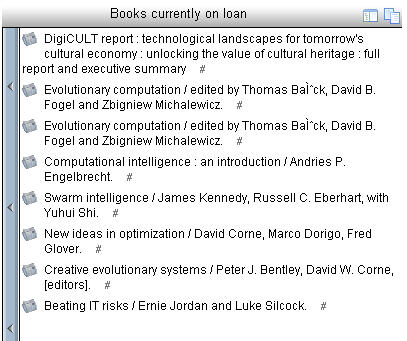 Books currently on loan
DigiCULT report : technological landscapes for tomorrow's
cultural economy : unlocking the value of cultural heritage : full
report and executive summary #
Evolutionary computation / edited by Thomas BaÌˆck, David B.
Fogel and Zbigniew Michalewicz. #
Evolutionary computation / edited by Thomas BaÌˆck, David B.
Fogel and Zbigniew Michalewicz. #
Computational intelligence : an introduction / Andries P.
Engelbrecht. #
Swarm intelligence / James Kennedy, Russell C. Eberhart, with
Yuhui Shi. #
New ideas in optimization / David Corne, Marco Dorigo, Fred
Glover. #
Creative evolutionary systems / Peter J. Bentley, David W. Corne,
[editors]. #
Beating IT risks / Ernie Jordan and Luke Silcock. #